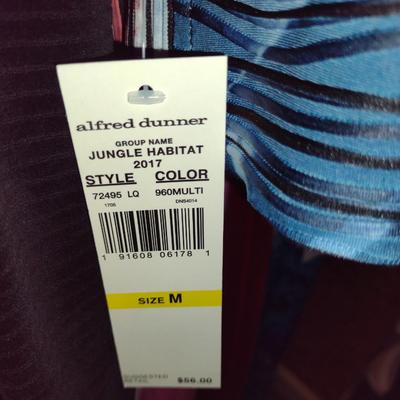 alfred dunner
GROUP NAME
JUNGLE HABITAT
2017
STYLE COLOR
72495 LQ 960MULTI
1706 DNS4014
1 91608 06178 1
SIZE M
SUGGESTED
RETAIL $56.00